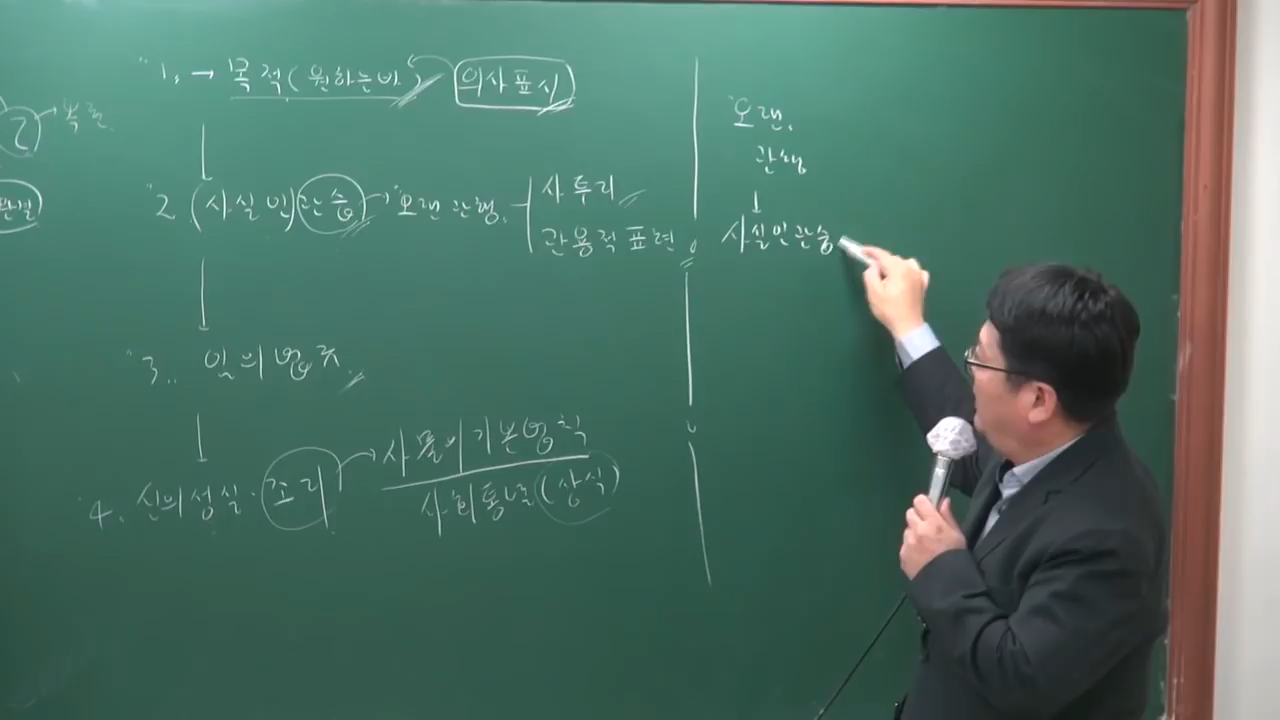 1. → 목적(원하는바) 의사표시
2. (사실인)관습 → 오랜관행. 사투리
관용적표현
3. 임의법규.
4. 신의성실·조리 → 사물의기본법칙
사회통념(상식)
오랜.
관행
↓
사실인관습
2